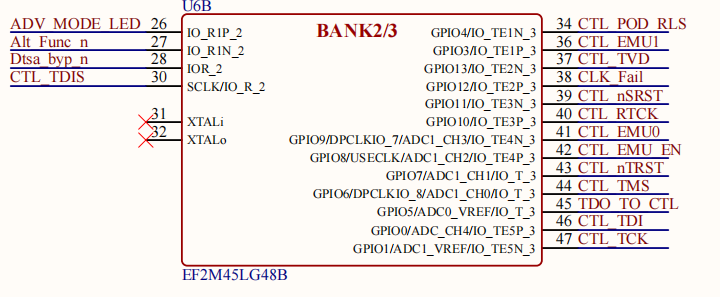 U6B
BANK2/3
ADV_MODE_LED 26 IO_R1P_2
Alt_Func_n 27 IO_R1N_2
Dtsa_byp_n 28 IOR_2
CTL_TDIS 30 SCLK/IO_R_2
31 XTALi
32 XTALo
GPIO4/IO_TE1N_3 34 CTL_POD_RLS
GPIO3/IO_TE1P_3 36 CTL_EMU1
GPIO13/IO_TE2N_3 37 CTL_TVD
GPIO12/IO_TE2P_3 38 CLK_Fail
GPIO11/IO_TE3N_3 39 CTL_nSRST
GPIO10/IO_TE3P_3 40 CTL_RTCK
GPIO9/DPCLKIO_7/ADC1_CH3/IO_TE4N_3 41 CTL_EMU0
GPIO8/USECLK/ADC1_CH2/IO_TE4P_3 42 CTL_EMU_EN
GPIO7/ADC1_CH1/IO_T_3 43 CTL_nTRST
GPIO6/DPCLKIO_8/ADC1_CH0/IO_T_3 44 CTL_TMS
GPIO5/ADC0_VREF/IO_T_3 45 TDO_TO_CTL
GPIO0/ADC_CH4/IO_TE5P_3 46 CTL_TDI
GPIO1/ADC1_VREF/IO_TE5N_3 47 CTL_TCK
EF2M45LG48B